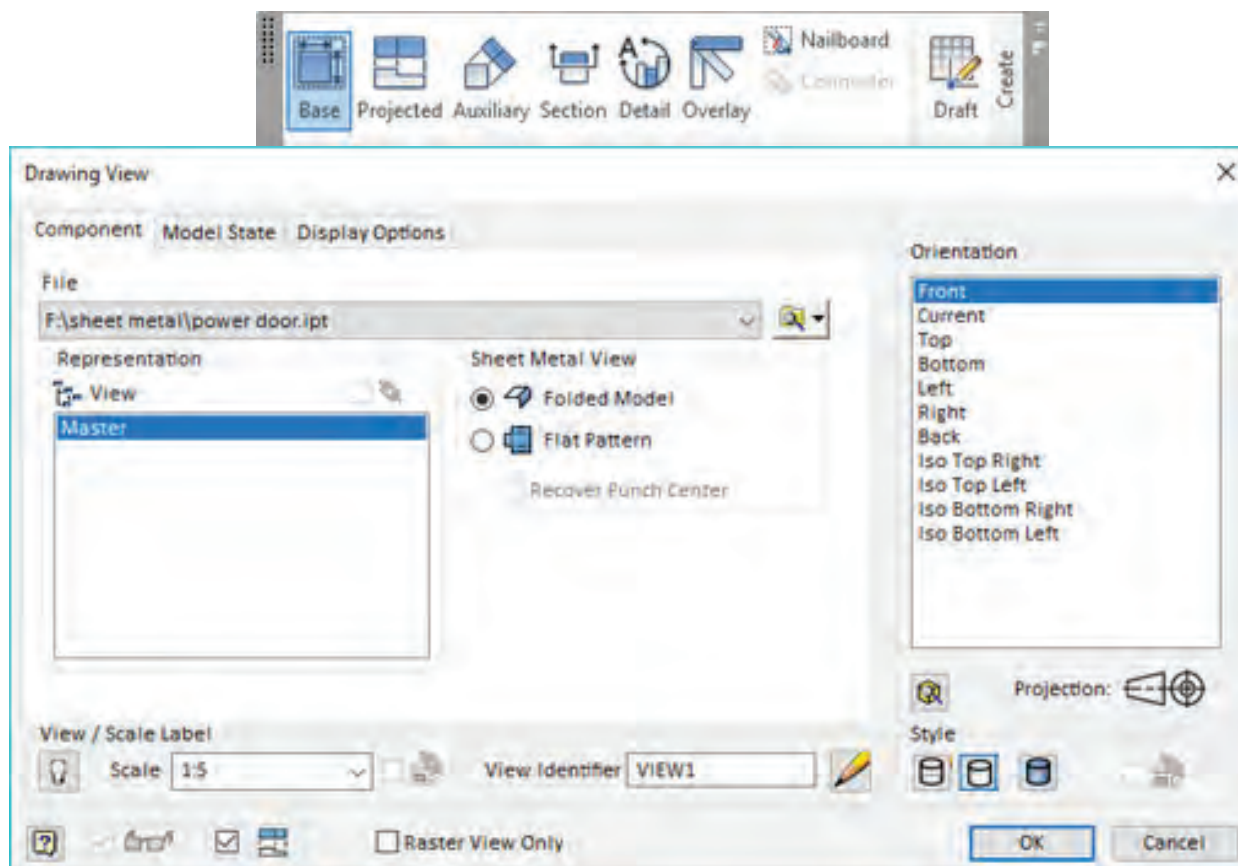 Nailboard
Connector
Base Projected Auxiliary Section Detail Overlay Draft
Create
Drawing View
Component Model State Display Options
File
F:\sheet metal\power door.ipt
Representation
View
Master
Sheet Metal View
Folded Model
Flat Pattern
Recover Punch Center
Orientation
Front
Current
Top
Bottom
Left
Right
Back
Iso Top Right
Iso Top Left
Iso Bottom Right
Iso Bottom Left
Projection:
View / Scale Label
Scale 1:5 View Identifier VIEW1
Style
Raster View Only
OK Cancel